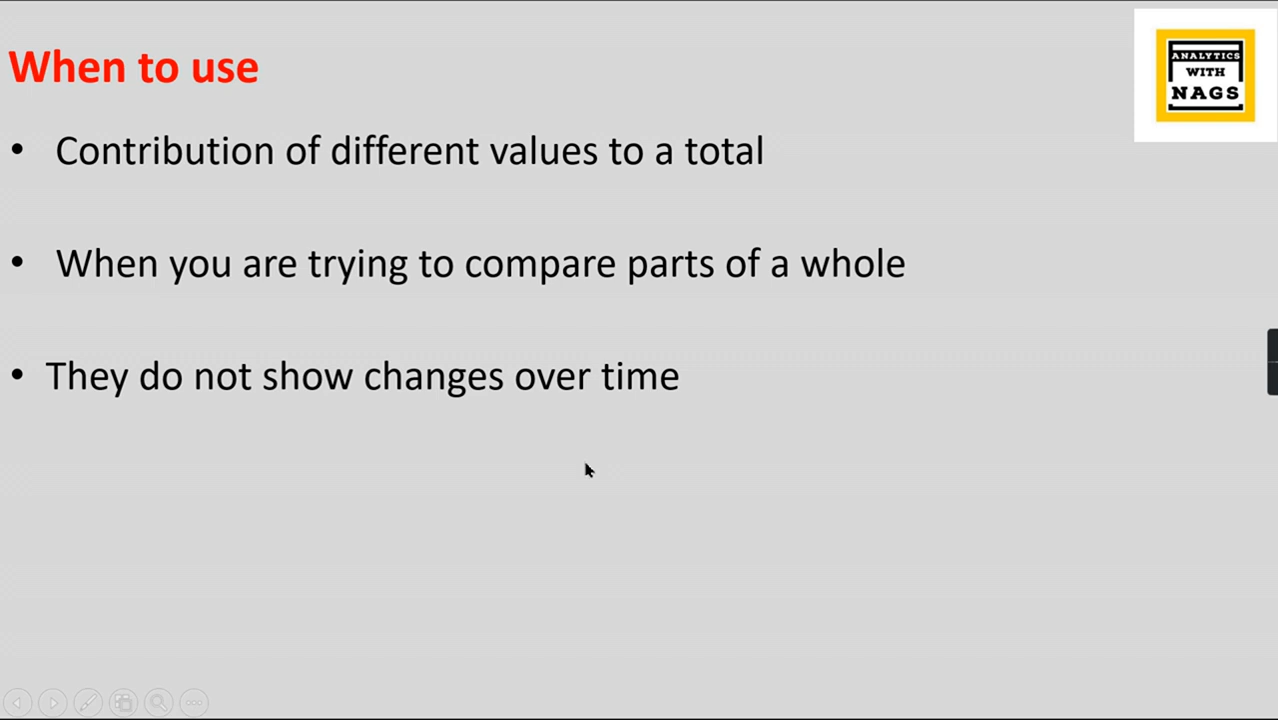 When to use
• Contribution of different values to a total
• When you are trying to compare parts of a whole
• They do not show changes over time
ANALYTICS
WITH
NAGS